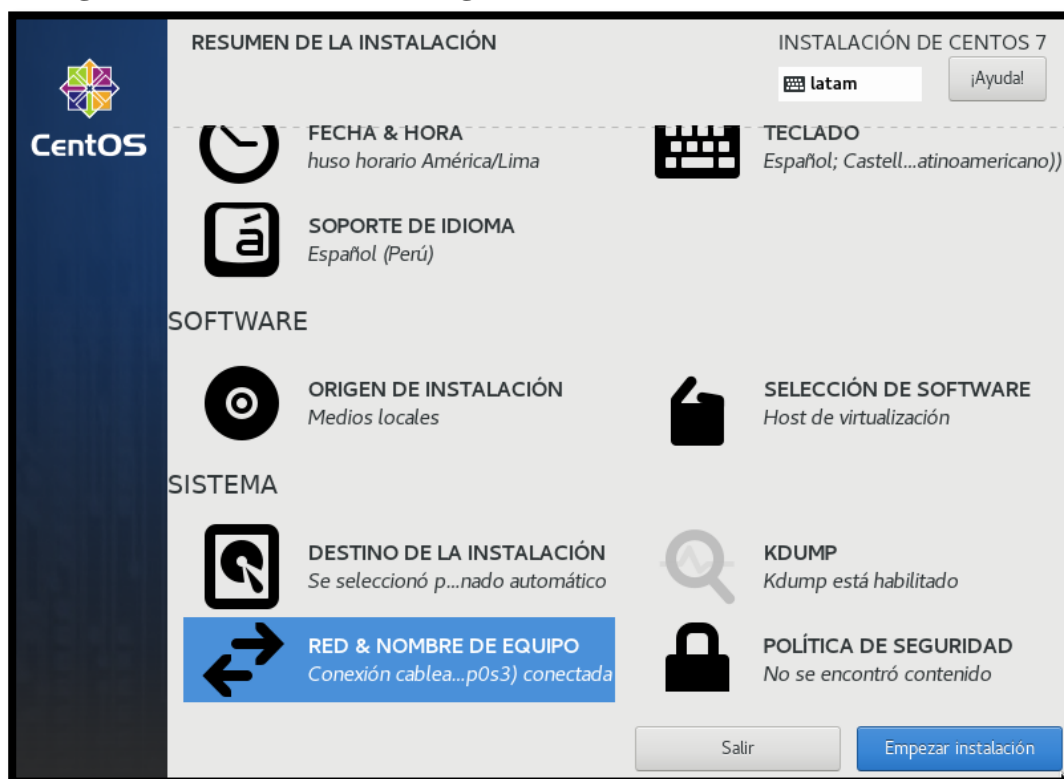 RESUMEN DE LA INSTALACIÓN
INSTALACIÓN DE CENTOS 7
latam
¡Ayuda!
CentOS
FECHA & HORA
huso horario América/Lima
TECLADO
Español; Castell...atinoamericano))
SOPORTE DE IDIOMA
Español (Perú)
SOFTWARE
ORIGEN DE INSTALACIÓN
Medios locales
SELECCIÓN DE SOFTWARE
Host de virtualización
SISTEMA
DESTINO DE LA INSTALACIÓN
Se seleccionó p...nado automático
KDUMP
Kdump está habilitado
RED & NOMBRE DE EQUIPO
Conexión cablea...p0s3) conectada
POLÍTICA DE SEGURIDAD
No se encontró contenido
Salir
Empezar instalación